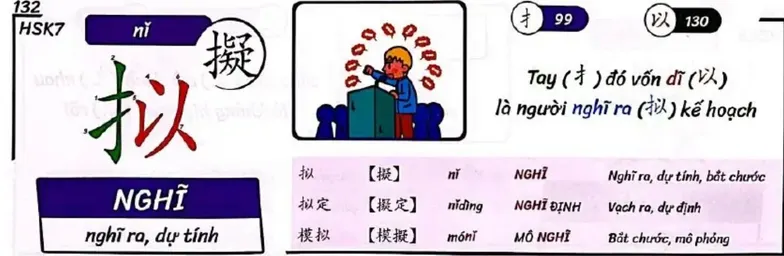 132
HSK7
nǐ
擬
拟
NGHĨ
nghĩ ra, dự tính
扌 99
以 130
Tay (扌) đó vốn dĩ (以)
là người nghĩ ra (拟) kế hoạch
拟 【擬】 nǐ NGHĨ Nghĩ ra, dự tính, bắt chước
拟定 【擬定】 nǐdìng NGHĨ ĐỊNH Vạch ra, dự định
模拟 【模擬】 mónǐ MÔ NGHĨ Bắt chước, mô phỏng